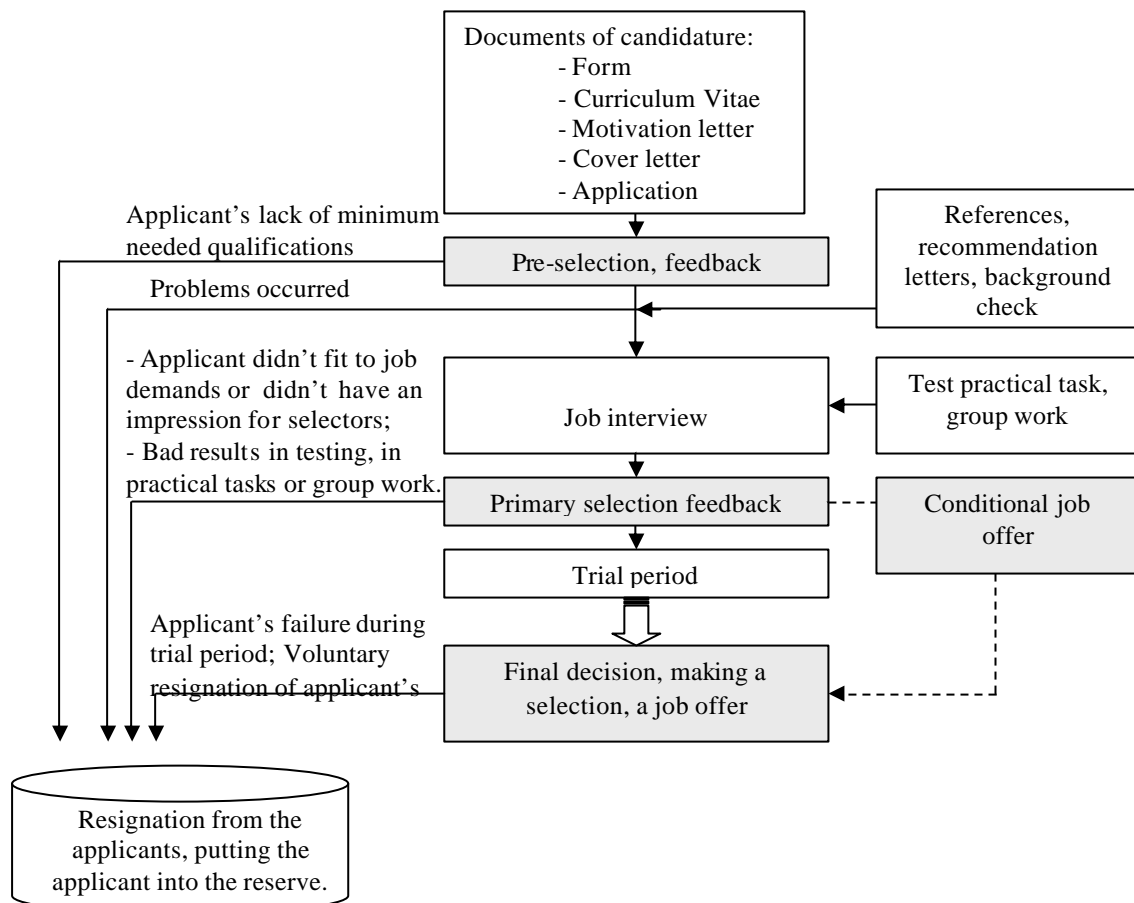 Documents of candidature:
- Form
- Curriculum Vitae
- Motivation letter
- Cover letter
- Application
Applicant's lack of minimum
needed qualifications
References,
recommendation
letters, background
check
Pre-selection, feedback
Problems occurred
- Applicant didn't fit to job
demands or didn't have an
impression for selectors;
- Bad results in testing, in
practical tasks or group work.
Job interview
Test practical task,
group work
Primary selection feedback
Conditional job
offer
Trial period
Applicant's failure during
trial period; Voluntary
resignation of applicant's
Final decision, making a
selection, a job offer
Resignation from the
applicants, putting the
applicant into the reserve.